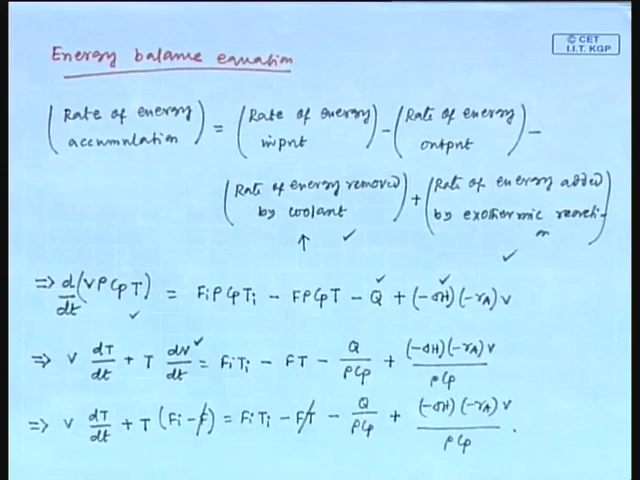 © CET
I.I.T. KGP
Energy balance equation
(Rate of energy accumulation) = (Rate of energy input) - (Rate of energy output) -
(Rate of energy removed by coolant) + (Rate of energy added by exothermic reaction)
↑ ✓ ✓
⇒ d/dt (VρCpT) = FiρCpTi - FρCpT - Q + (-ΔH)(-rA)V
⇒ V dT/dt + T dV/dt = FiTi - FT - Q/ρCp + (-ΔH)(-rA)V/ρCp
⇒ V dT/dt + T (Fi - F) = FiTi - FT - Q/ρCp + (-ΔH)(-rA)V/ρCp .